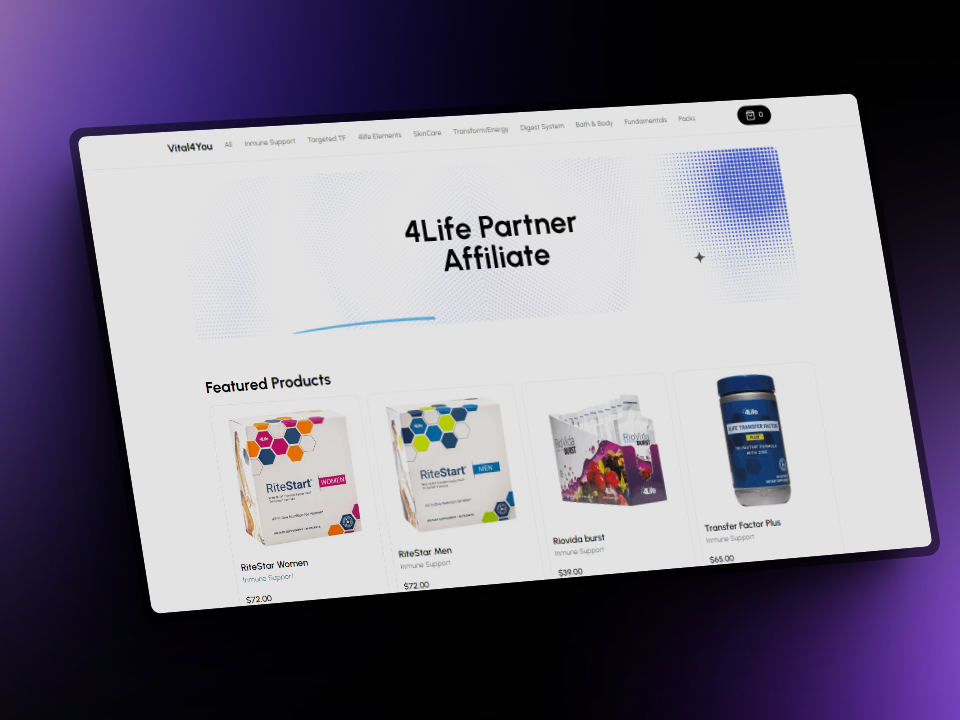 Vital4You All Inmune Support Targeted TF 4life Elements SkinCare Transform/Energy Digest System Bath & Body Fundamentals Packs 0
4Life Partner
Affiliate
Featured Products
4Life
RiteStart WOMEN
4Life
RiteStart MEN
RioVida
BURST
RioVida
BURST
4Life
4Life
4LIFE TRANSFER FACTOR
PLUS
TRI-FACTOR FORMULA
WITH ZINC
RiteStar Women
Inmune Support
$72.00
RiteStar Men
Inmune Support
$72.00
Riovida burst
Inmune Support
$39.00
Transfer Factor Plus
Inmune Support
$65.00